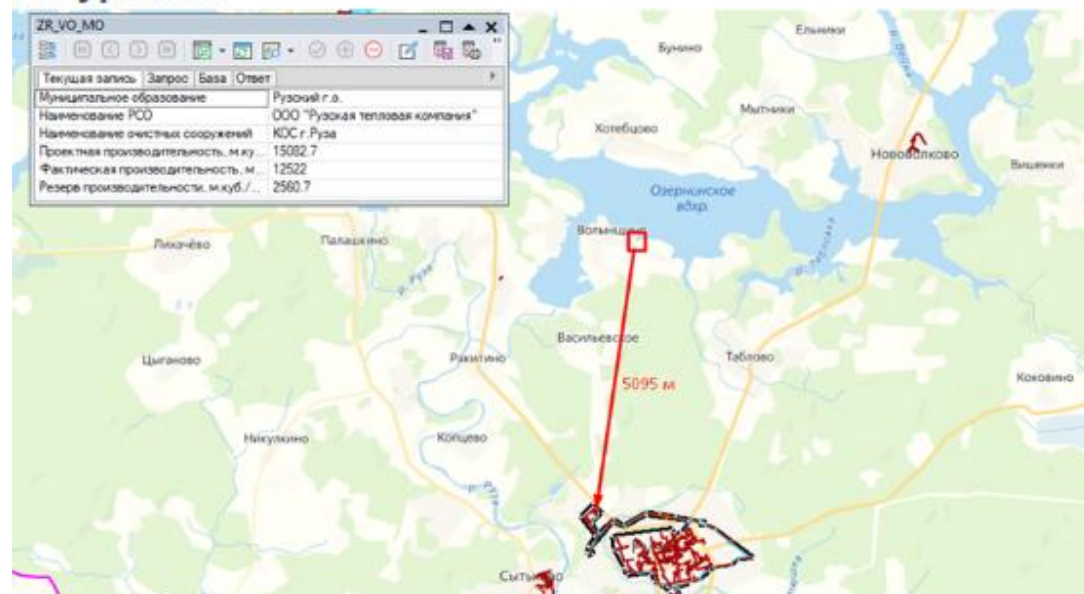 ZR_VO_MO
Текущая запись Запрос База Ответ
Муниципальное образование Рузский г.о.
Наименование РСО ООО "Рузская тепловая компания"
Наименование очистных сооружений КОС г.Руза
Проектная производительность, м.ку... 15082.7
Фактическая производительность, м... 12522
Резерв производительности, м.куб./... 2560.7
Ельники
Бунино
Мытники
Хотебцово
Нововолково
Вишенки
Озернинское
вдхр.
Волынщино
Лихачёво
Палашкино
р. Руза
Васильевское
Цыганово
Ракитино
Таблово
5095 м
Коковино
Никулкино
Копцево
Сытьково